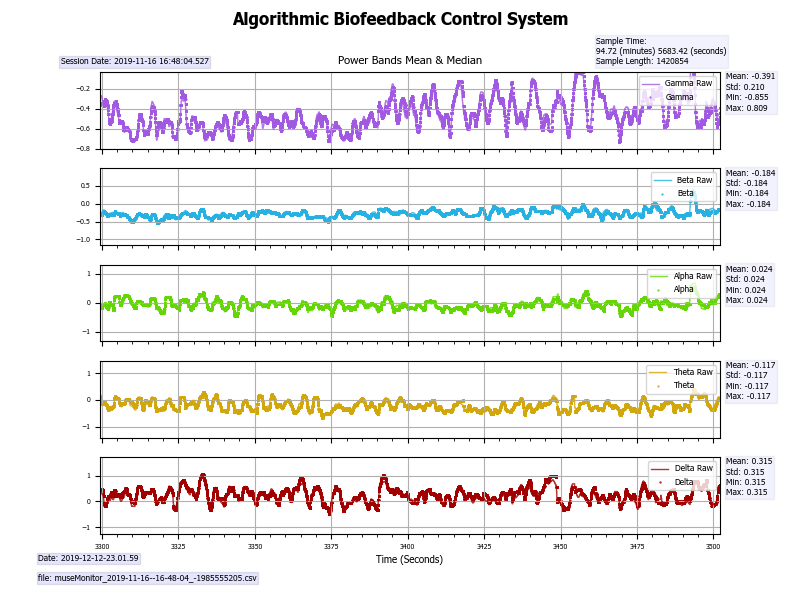 Algorithmic Biofeedback Control System
Sample Time:
94.72 (minutes) 5683.42 (seconds)
Sample Length: 1420854
Session Date: 2019-11-16 16:48:04.527
Power Bands Mean & Median
−0.2
−0.4
−0.6
−0.8
Gamma Raw
Gamma
Mean: -0.391
Std: 0.210
Min: -0.855
Max: 0.809
0.5
0.0
−0.5
−1.0
Beta Raw
Beta
Mean: -0.184
Std: -0.184
Min: -0.184
Max: -0.184
1
0
−1
Alpha Raw
Alpha
Mean: 0.024
Std: 0.024
Min: 0.024
Max: 0.024
1
0
−1
Theta Raw
Theta
Mean: -0.117
Std: -0.117
Min: -0.117
Max: -0.117
1
0
−1
Delta Raw
Delta
Mean: 0.315
Std: 0.315
Min: 0.315
Max: 0.315
3300 3325 3350 3375 3400 3425 3450 3475 3500
Time (Seconds)
Date: 2019-12-12-23.01.59
file: museMonitor_2019-11-16--16-48-04_-1985555205.csv